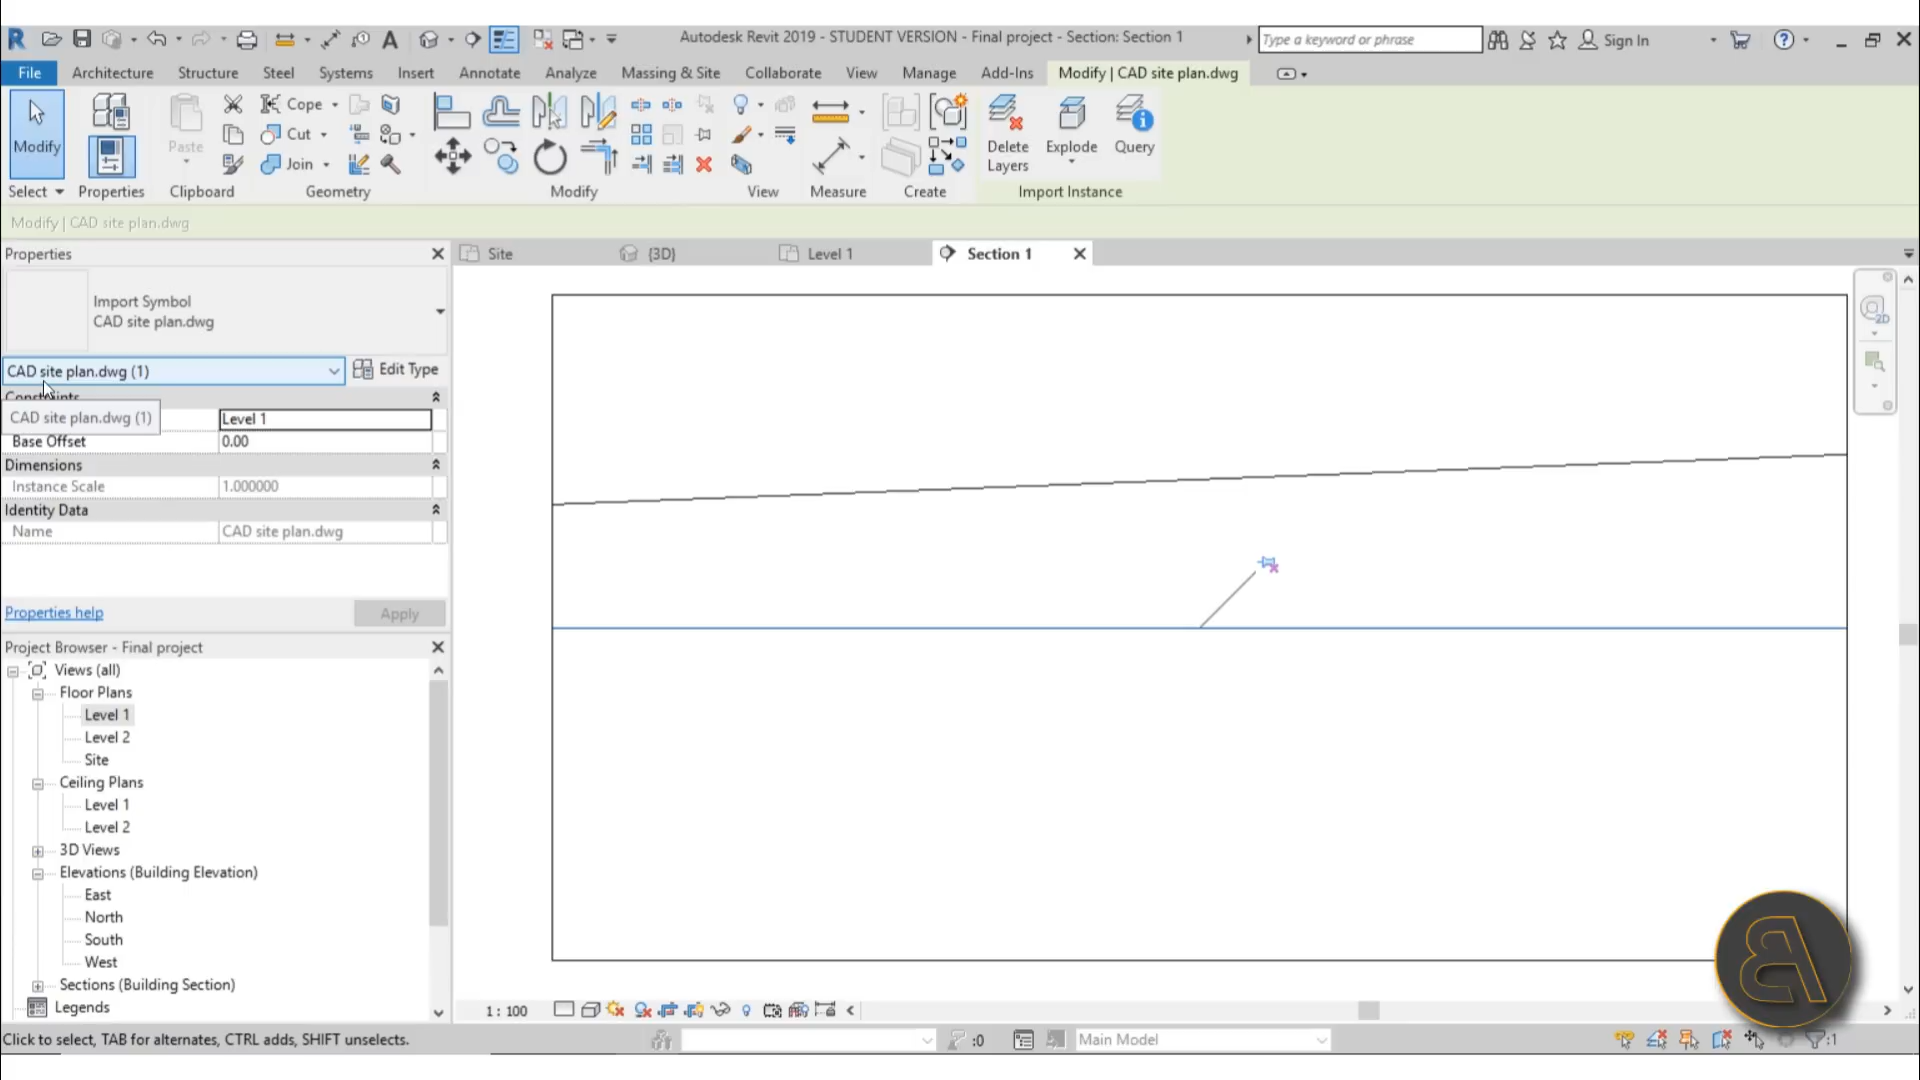 Autodesk Revit 2019 - STUDENT VERSION - Final project - Section: Section 1
Type a keyword or phrase
Sign In
File Architecture Structure Steel Systems Insert Annotate Analyze Massing & Site Collaborate View Manage Add-Ins Modify | CAD site plan.dwg
Modify
Paste
Cope
Cut
Join
Delete Layers
Explode
Query
Select Properties Clipboard Geometry Modify View Measure Create Import Instance
Modify | CAD site plan.dwg
Properties
Site
{3D}
Level 1
Section 1
Import Symbol
CAD site plan.dwg
CAD site plan.dwg (1)
Edit Type
Constraints
CAD site plan.dwg (1)
Level 1
Base Offset 0.00
Dimensions
Instance Scale 1.000000
Identity Data
Name CAD site plan.dwg
Properties help
Apply
Project Browser - Final project
Views (all)
Floor Plans
Level 1
Level 2
Site
Ceiling Plans
Level 1
Level 2
3D Views
Elevations (Building Elevation)
East
North
South
West
Sections (Building Section)
Legends
1 : 100
Click to select, TAB for alternates, CTRL adds, SHIFT unselects.
:0
Main Model
:1